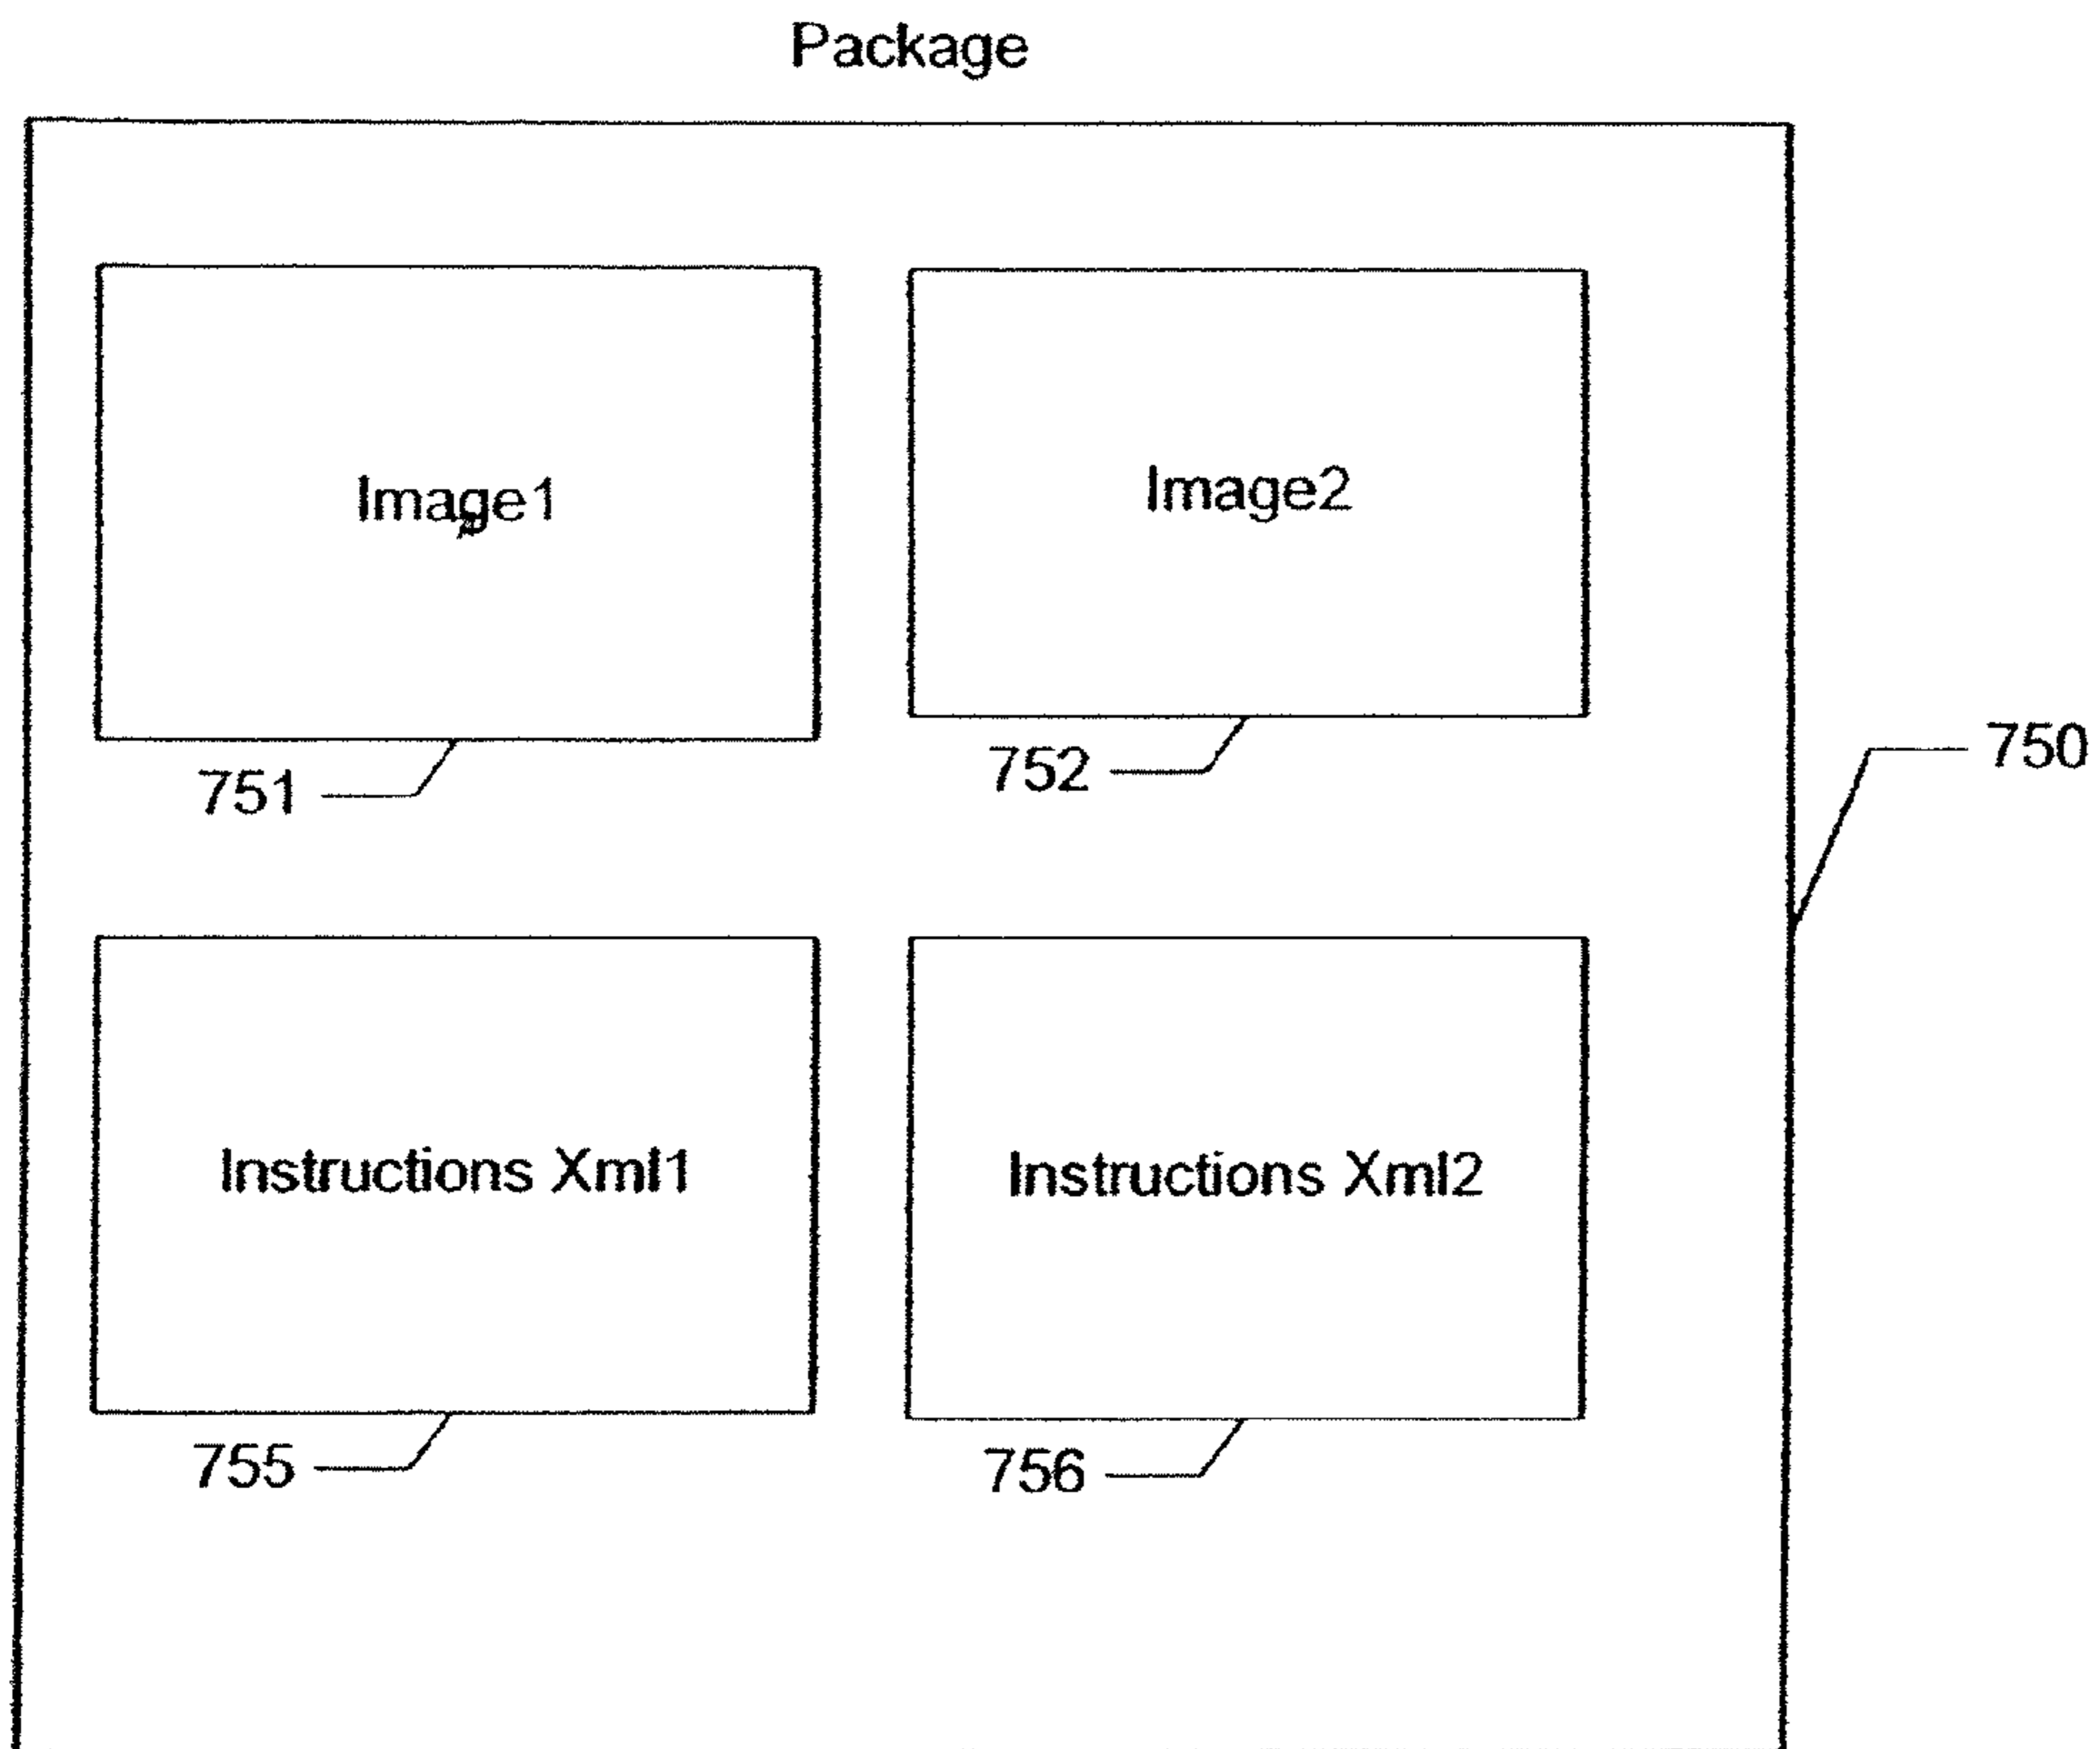 Package
Image1
Image2
751
752
750
Instructions Xml1
Instructions Xml2
755
756